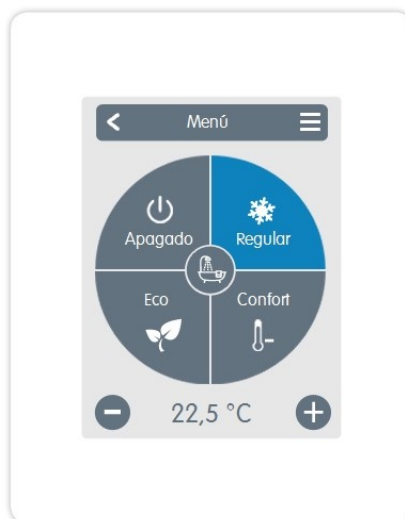 Menú
Apagado
Regular
Eco
Confort
22,5 °C